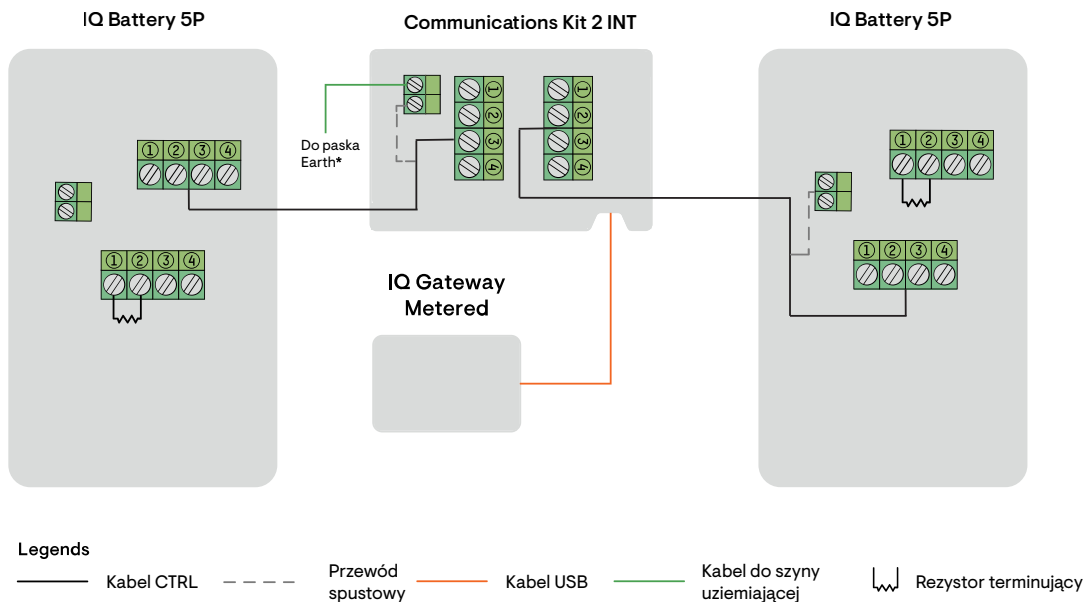 IQ Battery 5P
Communications Kit 2 INT
IQ Battery 5P
① ② ③ ④
① ② ③ ④
Do paska
Earth*
①
②
③
④
①
②
③
④
① ② ③ ④
① ② ③ ④
IQ Gateway
Metered
Legends
Kabel CTRL
Przewód
spustowy
Kabel USB
Kabel do szyny
uziemiającej
Rezystor terminujący